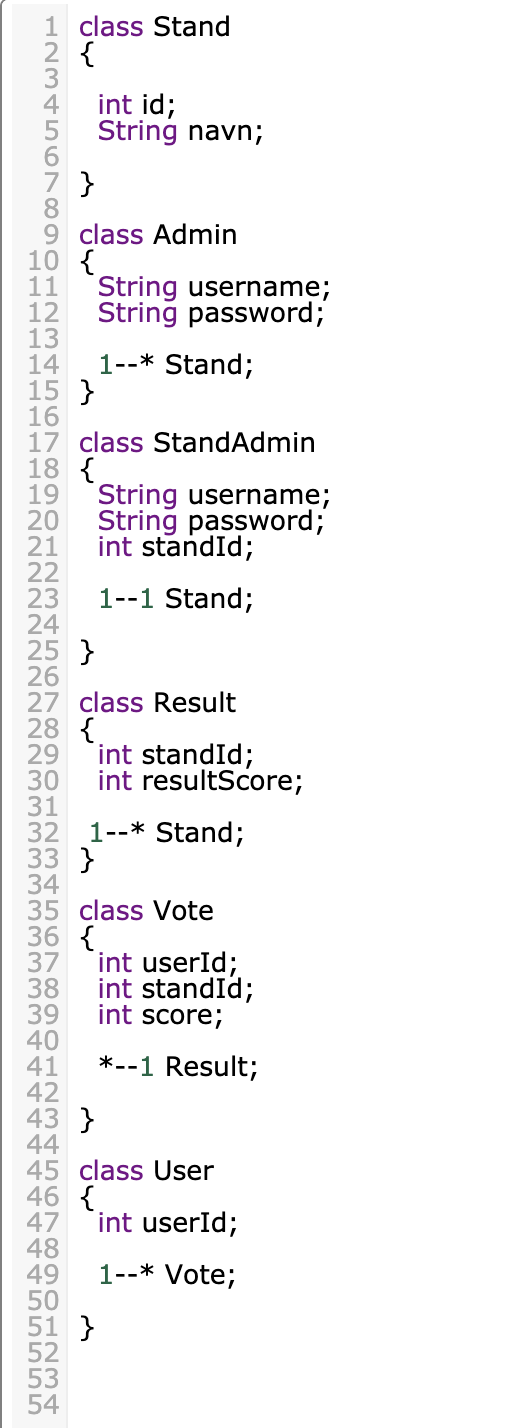 1 class Stand
2 {
3
4 int id;
5 String navn;
6
7 }
8
9 class Admin
10 {
11 String username;
12 String password;
13
14 1--* Stand;
15 }
16
17 class StandAdmin
18 {
19 String username;
20 String password;
21 int standId;
22
23 1--1 Stand;
24
25 }
26
27 class Result
28 {
29 int standId;
30 int resultScore;
31
32 1--* Stand;
33 }
34
35 class Vote
36 {
37 int userId;
38 int standId;
39 int score;
40
41 *--1 Result;
42
43 }
44
45 class User
46 {
47 int userId;
48
49 1--* Vote;
50
51 }
52
53
54